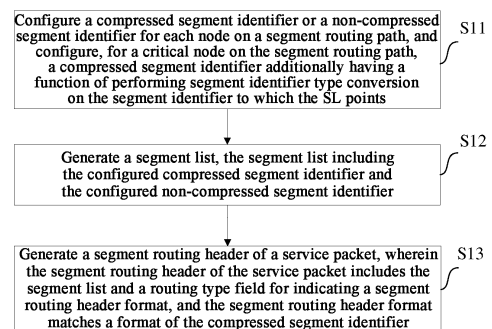 Configure a compressed segment identifier or a non-compressed
segment identifier for each node on a segment routing path, and
configure, for a critical node on the segment routing path,
a compressed segment identifier additionally having a
function of performing segment identifier type conversion
on the segment identifier to which the SL points
S11
Generate a segment list, the segment list including
the configured compressed segment identifier and
the configured non-compressed segment identifier
S12
Generate a segment routing header of a service packet, wherein
the segment routing header of the service packet includes the
segment list and a routing type field for indicating a segment
routing header format, and the segment routing header format
matches a format of the compressed segment identifier
S13